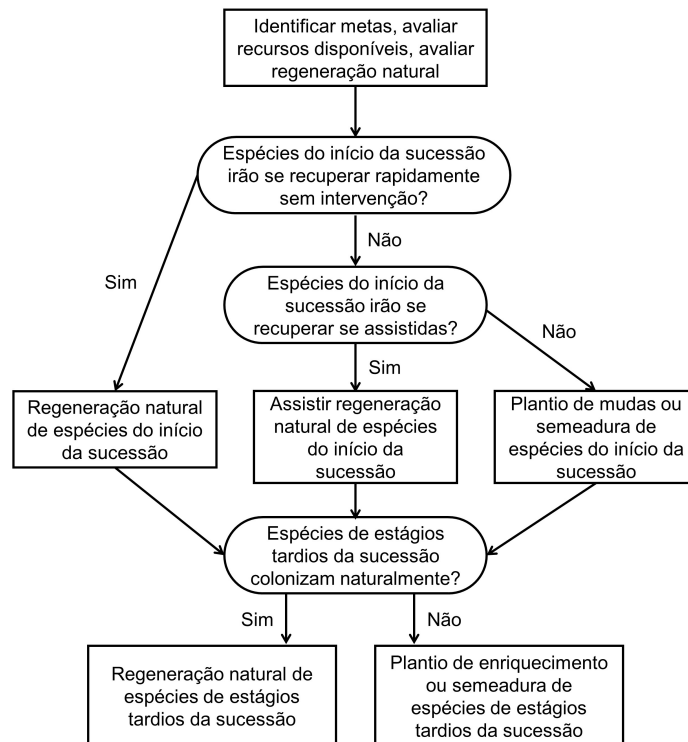 Identificar metas, avaliar
recursos disponíveis, avaliar
regeneração natural
Espécies do início da sucessão
irão se recuperar rapidamente
sem intervenção?
Não
Sim
Espécies do início da
sucessão irão se
recuperar se assistidas?
Não
Sim
Regeneração natural
de espécies do início
da sucessão
Assistir regeneração
natural de espécies
do início da
sucessão
Plantio de mudas ou
semeadura de
espécies do início da
sucessão
Espécies de estágios
tardios da sucessão
colonizam naturalmente?
Sim
Não
Regeneração natural de
espécies de estágios
tardios da sucessão
Plantio de enriquecimento
ou semeadura de
espécies de estágios
tardios da sucessão